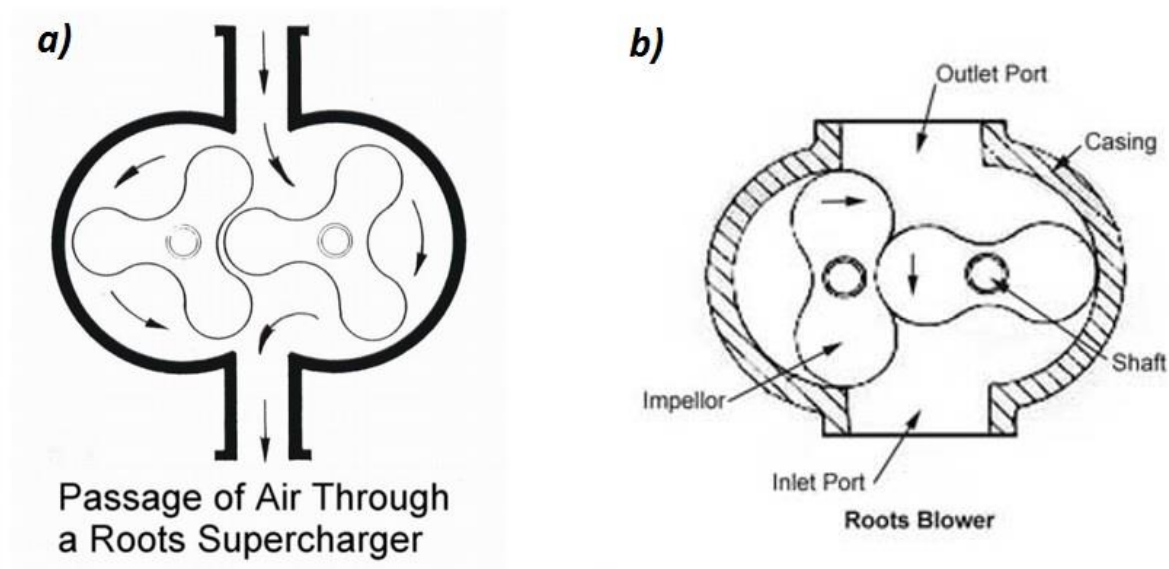 a)
Passage of Air Through
a Roots Supercharger
b)
Outlet Port
Casing
Shaft
Impellor
Inlet Port
Roots Blower